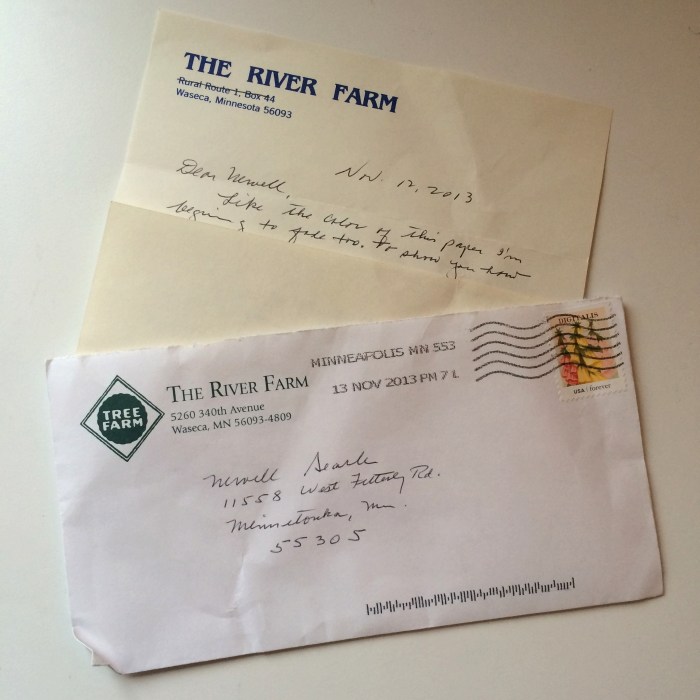 THE RIVER FARM
Rural Route 1, Box 44
Waseca, Minnesota 56093
Nov. 12, 2013
Dear Newell,
Like the color of this paper I'm
begining to fade too. To show you how
MINNEAPOLIS MN 553
13 NOV 2013 PM 7 L
DIGITALIS
USA forever
TREE
FARM
THE RIVER FARM
5260 340th Avenue
Waseca, MN 56093-4809
Newell Searle
11558 West Fetterly Rd.
Minnetonka, Mn.
55305